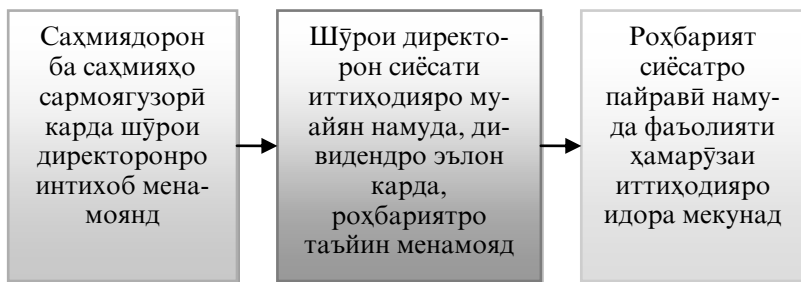 Саҳмиядорон
ба саҳмияҳо
сармоягузорӣ
карда шӯрои
директоронро
интихоб мена-
моянд
Шӯрои директо-
рон сиёсати
иттиҳодияро му-
айян намуда, ди-
видендро эълон
карда,
роҳбариятро
таъйин менамояд
Роҳбарият
сиёсатро
пайравӣ наму-
да фаъолияти
ҳамарӯзаи
иттиҳодияро
идора мекунад